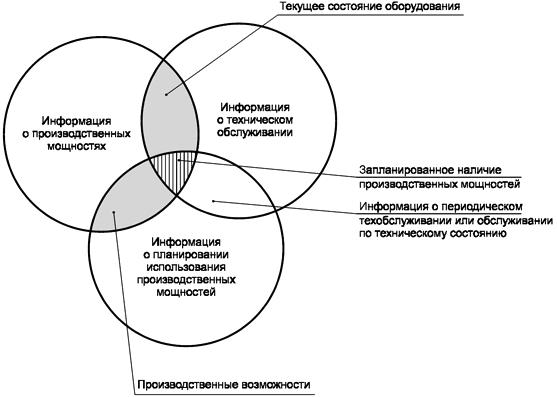 Текущее состояние оборудования
Информация
о производственных
мощностях
Информация
о техническом
обслуживании
Запланированное наличие
производственных мощностей
Информация о периодическом
техобслуживании или обслуживании
по техническому состоянию
Информация
о планировании
использования
производственных
мощностей
Производственные возможности